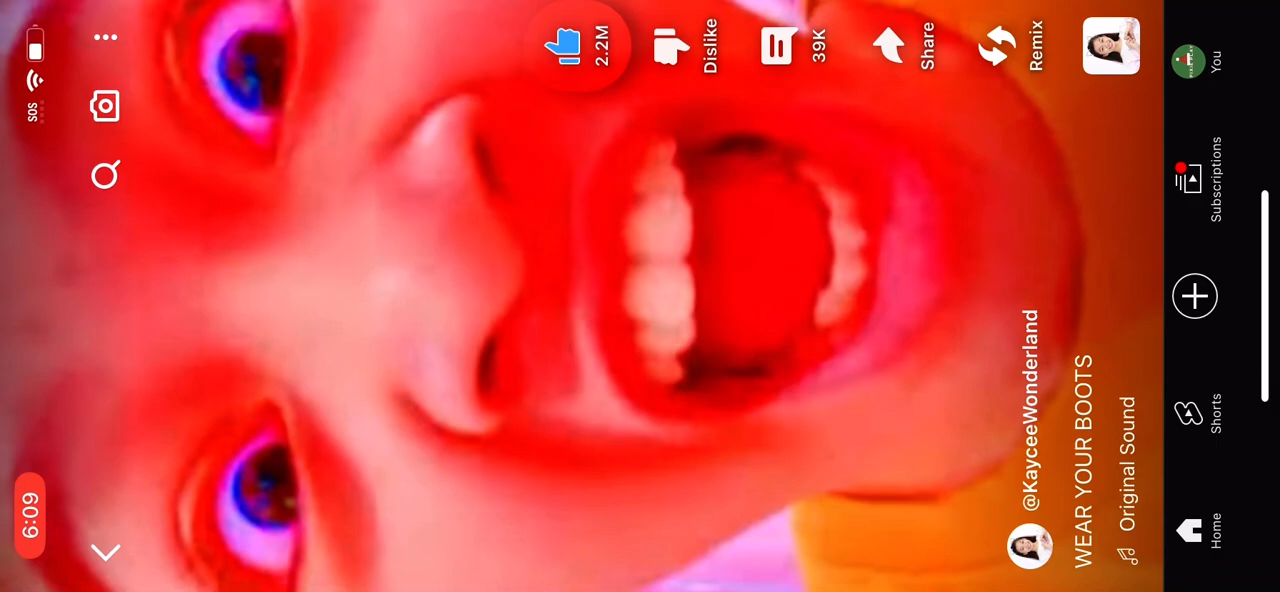 6:09
SOS
2.2M
Dislike
39K
Share
Remix
@KayceeWonderland
WEAR YOUR BOOTS
Original Sound
Home
Shorts
Subscriptions
You